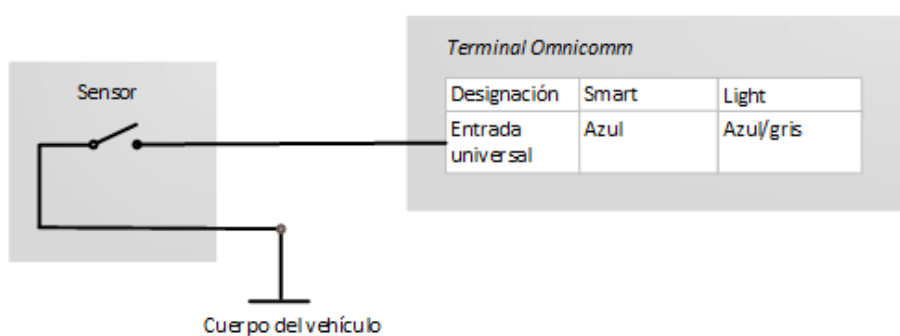 Terminal Omnicomm
Sensor
Designación Smart Light
Entrada Azul Azul/gris
universal
Cuerpo del vehículo